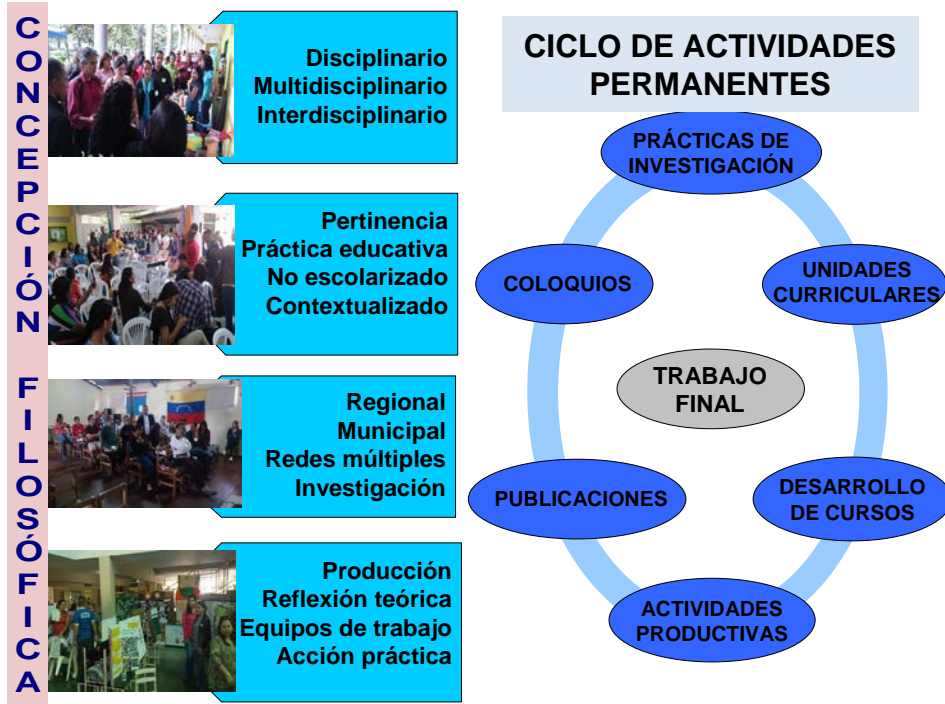 CONCEPCIÓN FILOSÓFICA
Disciplinario
Multidisciplinario
Interdisciplinario
Pertinencia
Práctica educativa
No escolarizado
Contextualizado
Regional
Municipal
Redes múltiples
Investigación
Producción
Reflexión teórica
Equipos de trabajo
Acción práctica
CICLO DE ACTIVIDADES
PERMANENTES
PRÁCTICAS DE
INVESTIGACIÓN
UNIDADES
CURRICULARES
DESARROLLO
DE CURSOS
ACTIVIDADES
PRODUCTIVAS
PUBLICACIONES
COLOQUIOS
TRABAJO
FINAL